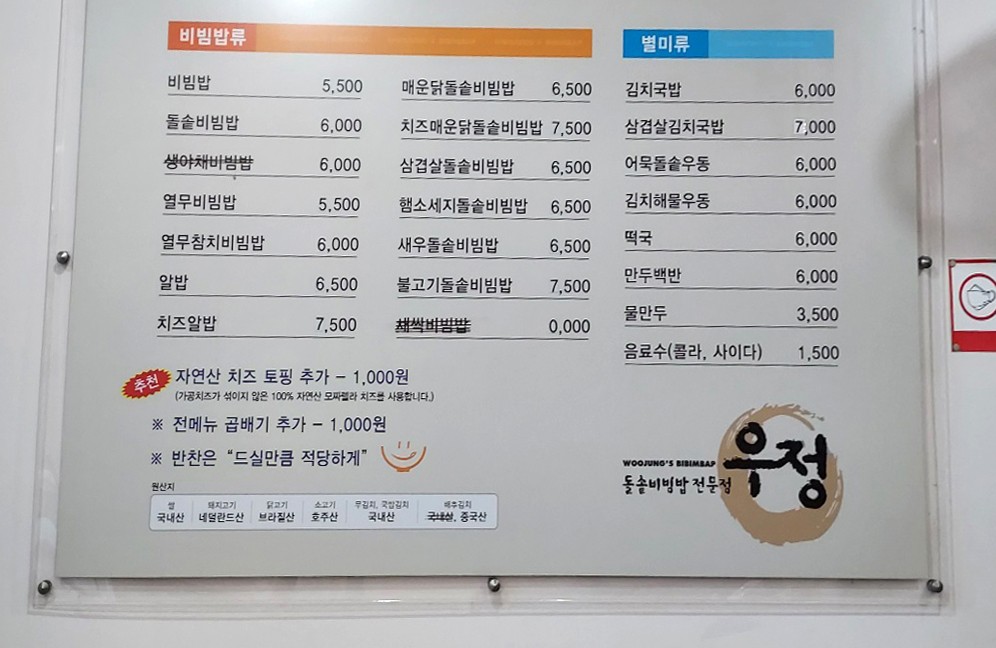 비빔밥류
비빔밥 5,500
돌솥비빔밥 6,000
생야채비빔밥 6,000
열무비빔밥 5,500
열무참치비빔밥 6,000
알밥 6,500
치즈알밥 7,500
매운닭돌솥비빔밥 6,500
치즈매운닭돌솥비빔밥 7,500
삼겹살돌솥비빔밥 6,500
햄소세지돌솥비빔밥 6,500
새우돌솥비빔밥 6,500
불고기돌솥비빔밥 7,500
새싹비빔밥 0,000
별미류
김치국밥 6,000
삼겹살김치국밥 7,000
어묵돌솥우동 6,000
김치해물우동 6,000
떡국 6,000
만두백반 6,000
물만두 3,500
음료수(콜라, 사이다) 1,500
추천 자연산 치즈 토핑 추가 - 1,000원
(가공치즈가 섞이지 않은 100% 자연산 모짜렐라 치즈를 사용합니다.)
※ 전메뉴 곱배기 추가 - 1,000원
※ 반찬은 "드실만큼 적당하게"
원산지
쌀 돼지고기 닭고기 소고기 무김치, 국밥김치 배추김치
국내산 네덜란드산 브라질산 호주산 국내산 국내산, 중국산
WOOJUNG'S BIBIMBAP
돌솥비빔밥 전문점
우정